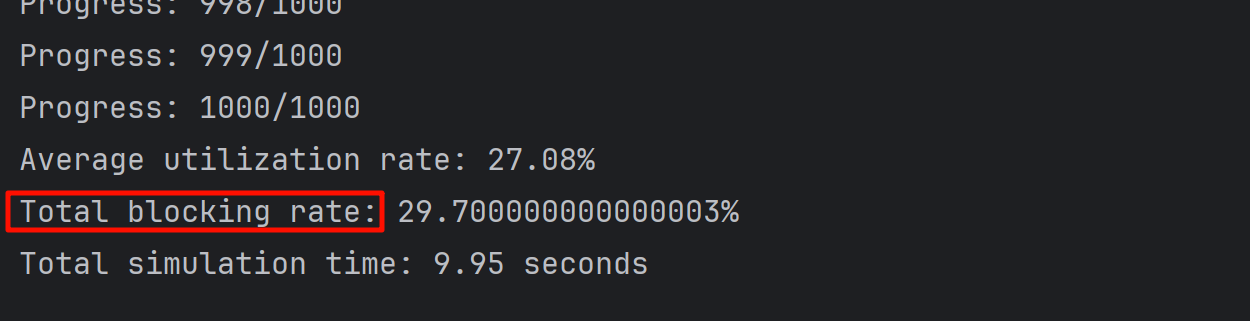 Progress: 998/1000
Progress: 999/1000
Progress: 1000/1000
Average utilization rate: 27.08%
Total blocking rate: 29.700000000000003%
Total simulation time: 9.95 seconds